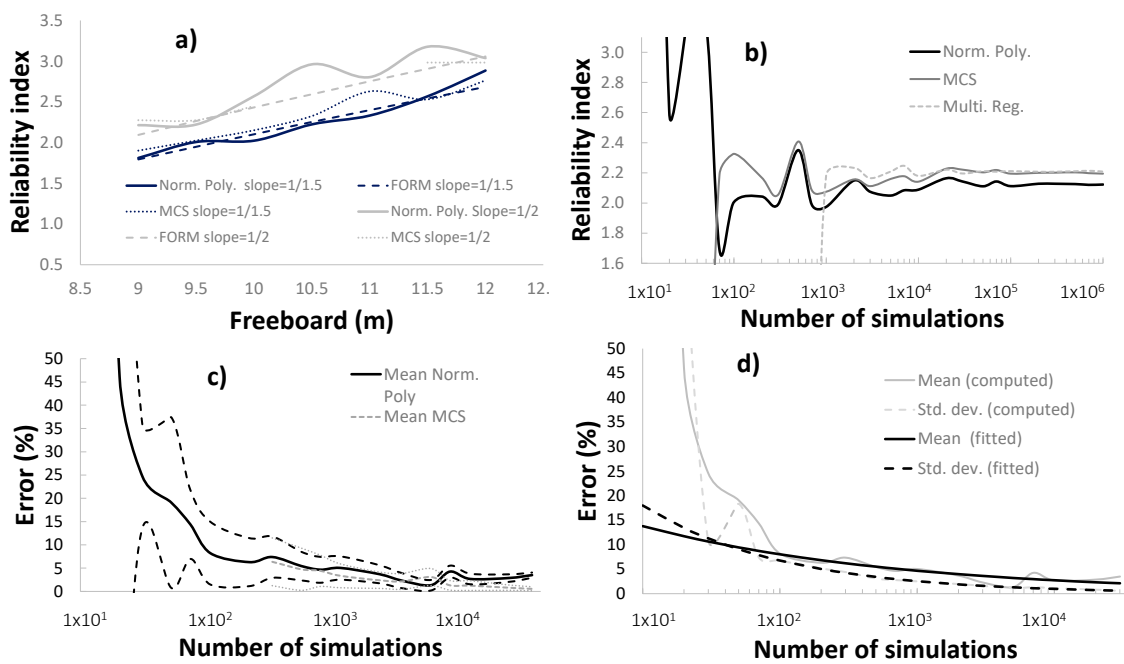 a)
Reliability index
3.5
3.0
2.5
2.0
1.5
1.0
0.5
Norm. Poly. slope=1/1.5
FORM slope=1/1.5
MCS slope=1/1.5
Norm. Poly. Slope=1/2
FORM slope=1/2
MCS slope=1/2
8.5 9 9.5 10 10.5 11 11.5 12 12.
Freeboard (m)
b)
Reliability index
3.0
2.8
2.6
2.4
2.2
2.0
1.8
1.6
Norm. Poly.
MCS
Multi. Reg.
1x10¹ 1x10² 1x10³ 1x10⁴ 1x10⁵ 1x10⁶
Number of simulations
c)
Error (%)
50
45
40
35
30
25
20
15
10
5
0
Mean Norm.
Poly
Mean MCS
1x10¹ 1x10² 1x10³ 1x10⁴
Number of simulations
d)
Error (%)
50
45
40
35
30
25
20
15
10
5
0
Mean (computed)
Std. dev. (computed)
Mean (fitted)
Std. dev. (fitted)
1x10¹ 1x10² 1x10³ 1x10⁴
Number of simulations